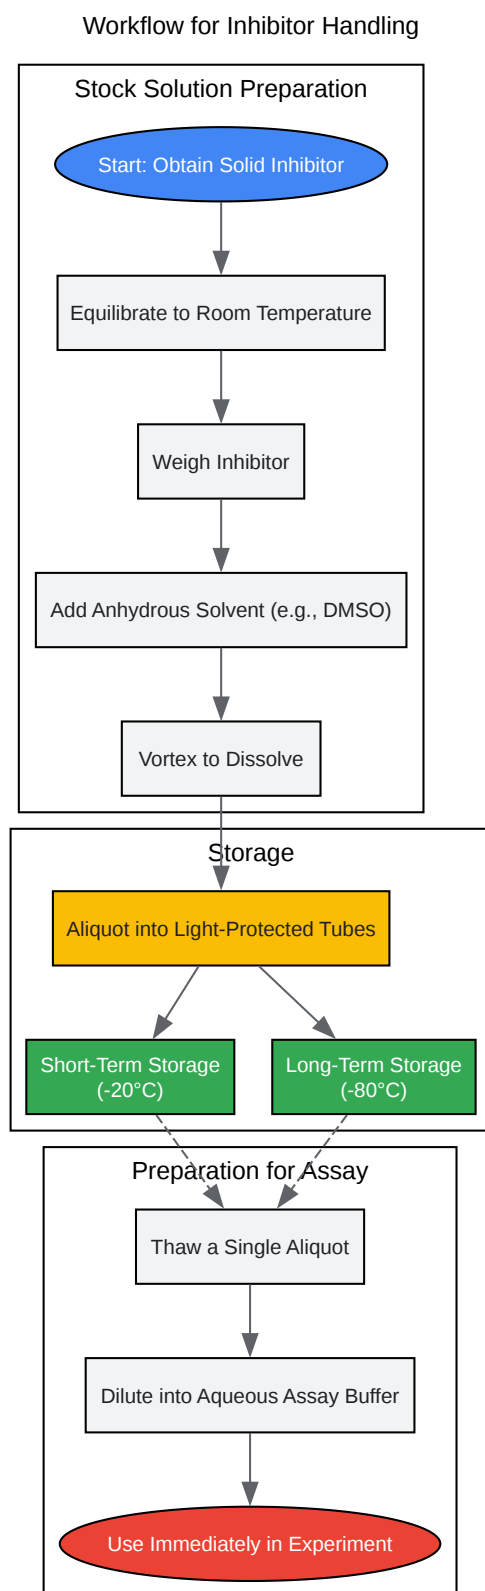 Workflow for Inhibitor Handling
Stock Solution Preparation
Start: Obtain Solid Inhibitor
Equilibrate to Room Temperature
Weigh Inhibitor
Add Anhydrous Solvent (e.g., DMSO)
Vortex to Dissolve
Storage
Aliquot into Light-Protected Tubes
Short-Term Storage
(-20°C)
Long-Term Storage
(-80°C)
Preparation for Assay
Thaw a Single Aliquot
Dilute into Aqueous Assay Buffer
Use Immediately in Experiment